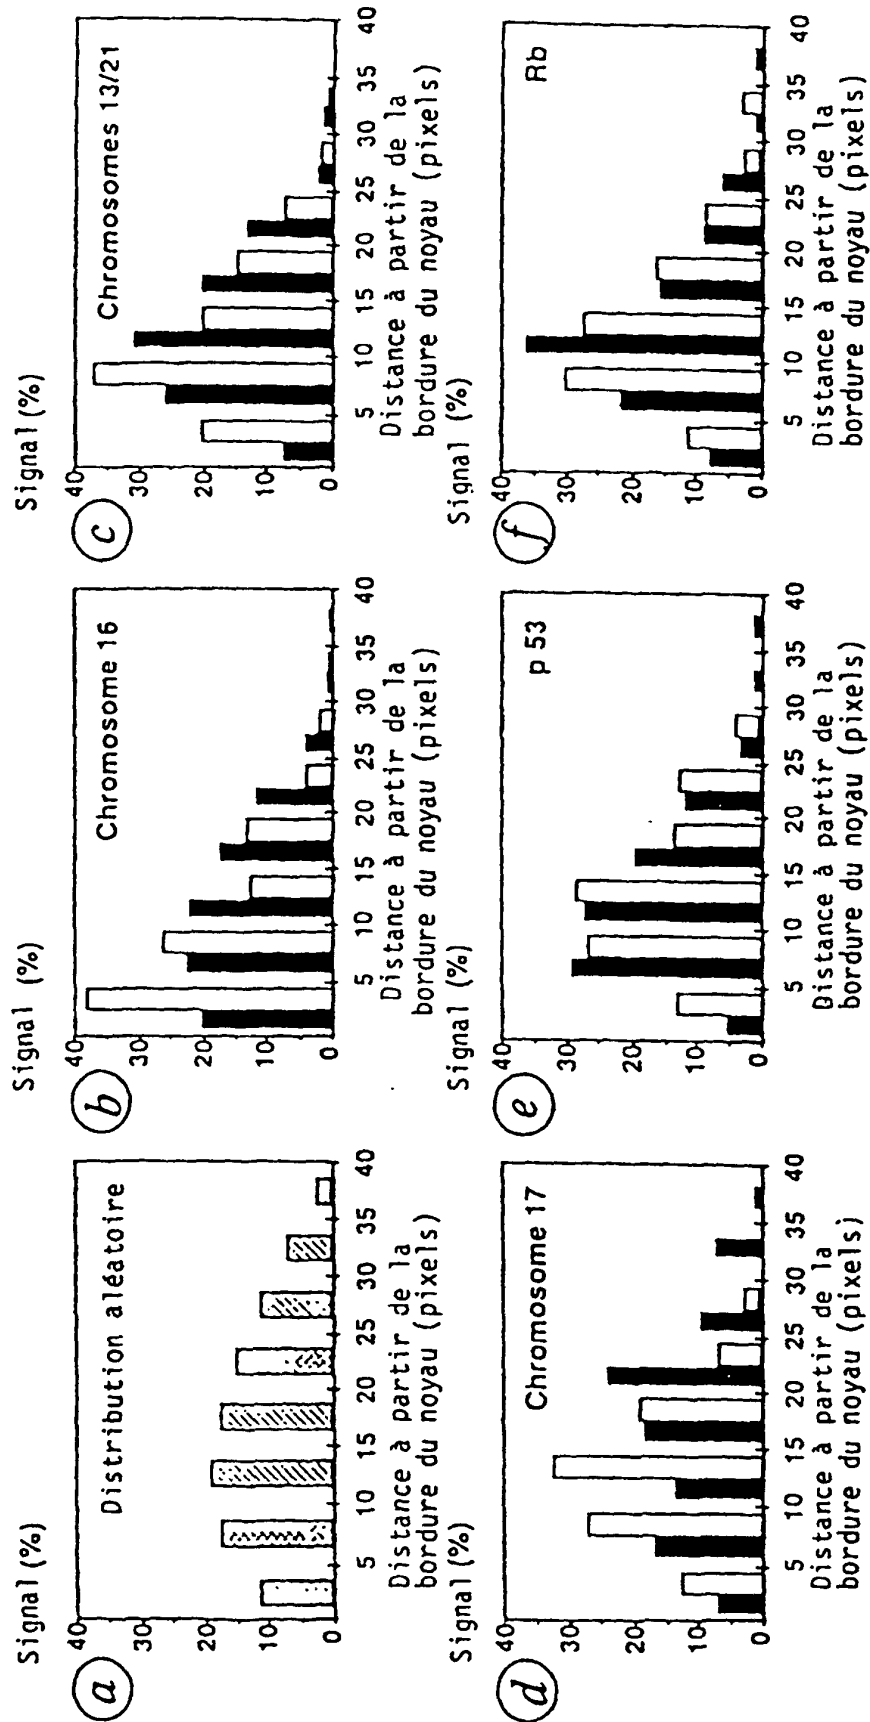 Signal (%)
a
Distribution aléatoire
40
30
20
10
0
5 10 15 20 25 30 35 40
Distance à partir de la
bordure du noyau (pixels)
Signal (%)
b
Chromosome 16
40
30
20
10
0
5 10 15 20 25 30 35 40
Distance à partir de la
bordure du noyau (pixels)
Signal (%)
c
Chromosomes 13/21
40
30
20
10
0
5 10 15 20 25 30 35 40
Distance à partir de la
bordure du noyau (pixels)
Signal (%)
d
Chromosome 17
40
30
20
10
0
5 10 15 20 25 30 35 40
Distance à partir de la
bordure du noyau (pixels)
Signal (%)
e
p 53
40
30
20
10
0
5 10 15 20 25 30 35 40
Distance à partir de la
bordure du noyau (pixels)
Signal (%)
f
Rb
40
30
20
10
0
5 10 15 20 25 30 35 40
Distance à partir de la
bordure du noyau (pixels)